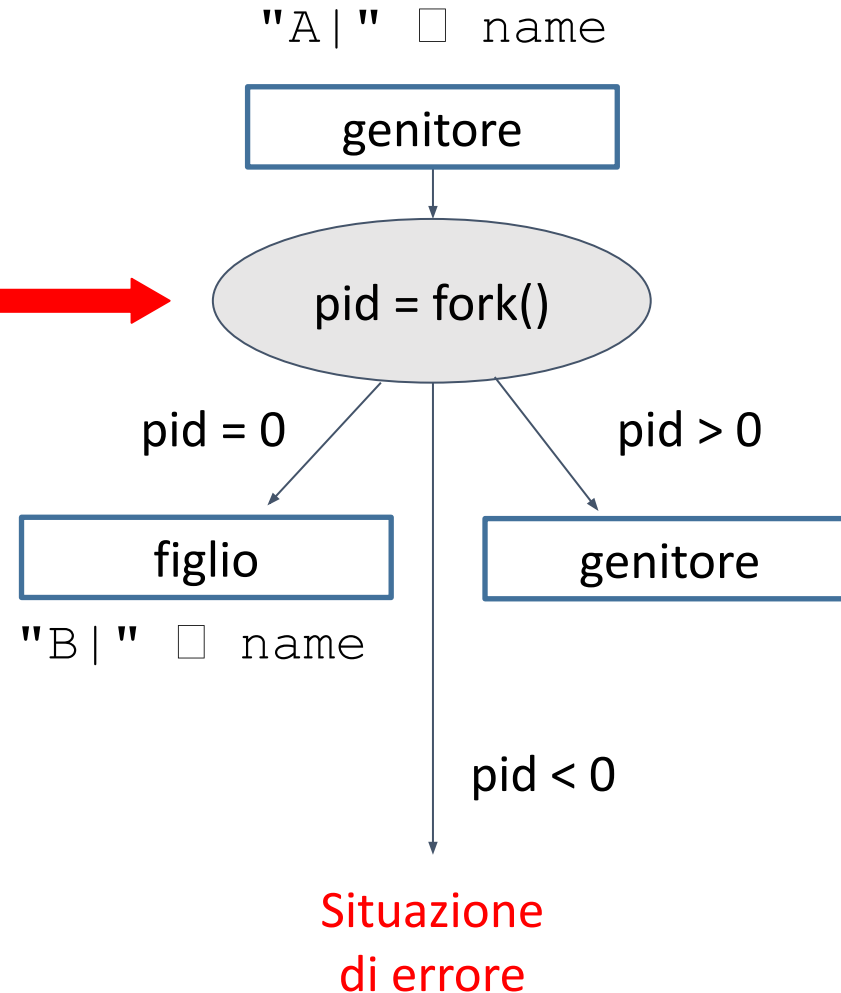 "A|" □ name
genitore
pid = fork()
pid = 0
pid > 0
figlio
genitore
"B|" □ name
pid < 0
Situazione
di errore